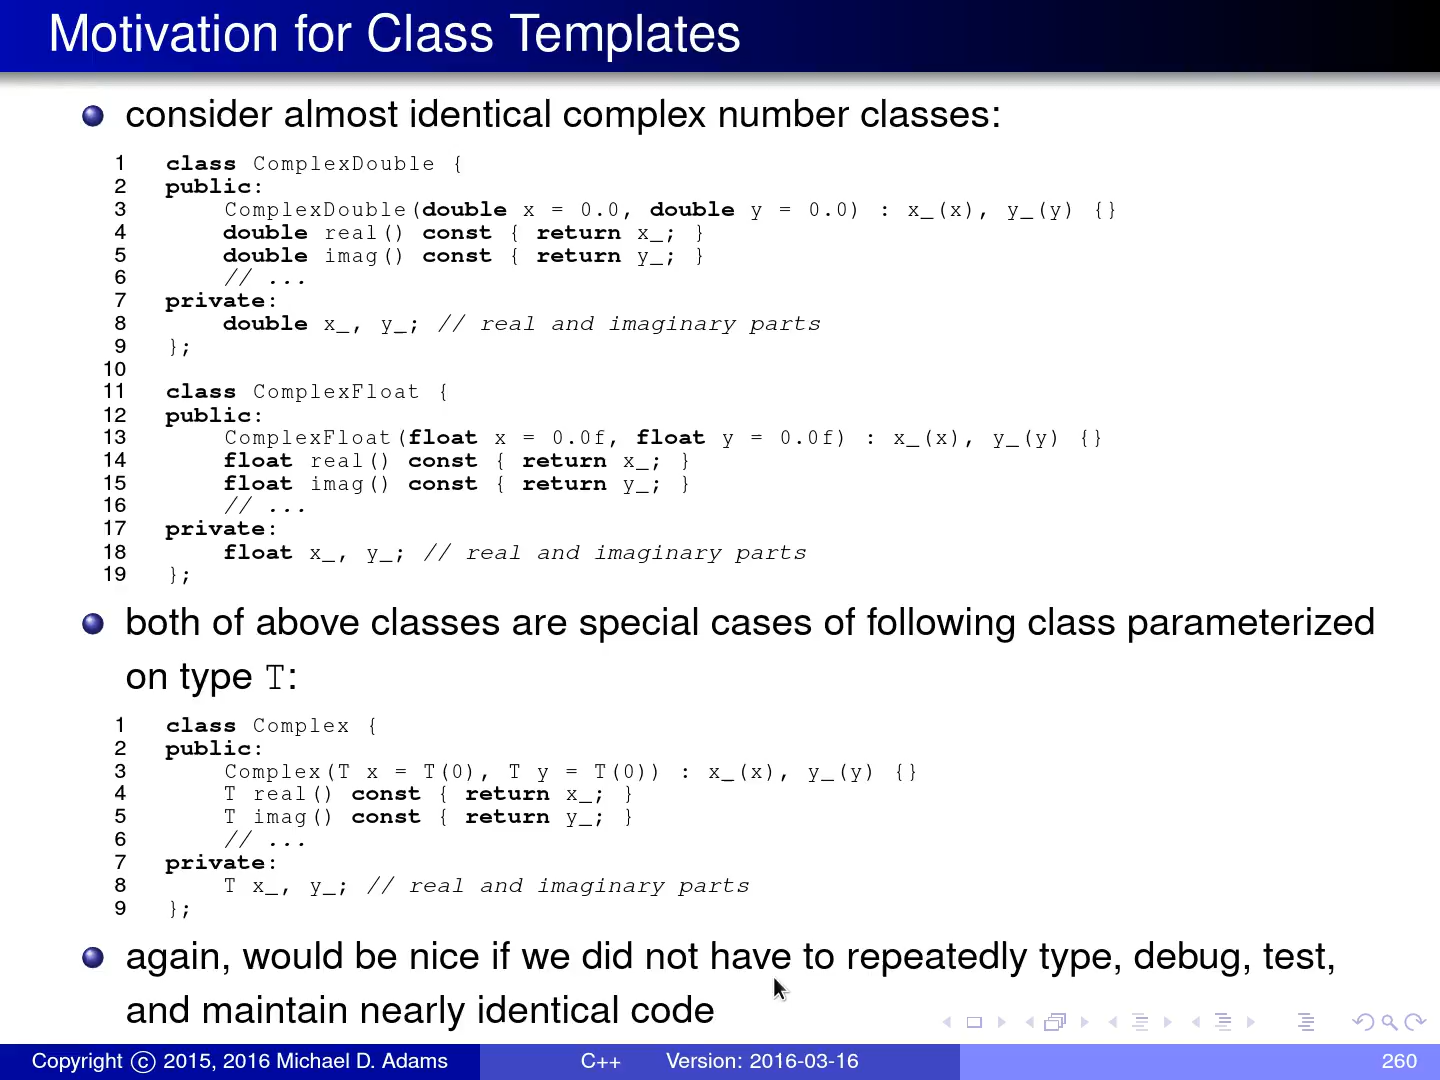 Motivation for Class Templates
consider almost identical complex number classes:
1 class ComplexDouble {
2 public:
3 ComplexDouble(double x = 0.0, double y = 0.0) : x_(x), y_(y) {}
4 double real() const { return x_; }
5 double imag() const { return y_; }
6 // ...
7 private:
8 double x_, y_; // real and imaginary parts
9 };
10
11 class ComplexFloat {
12 public:
13 ComplexFloat(float x = 0.0f, float y = 0.0f) : x_(x), y_(y) {}
14 float real() const { return x_; }
15 float imag() const { return y_; }
16 // ...
17 private:
18 float x_, y_; // real and imaginary parts
19 };
both of above classes are special cases of following class parameterized
on type T:
1 class Complex {
2 public:
3 Complex(T x = T(0), T y = T(0)) : x_(x), y_(y) {}
4 T real() const { return x_; }
5 T imag() const { return y_; }
6 // ...
7 private:
8 T x_, y_; // real and imaginary parts
9 };
again, would be nice if we did not have to repeatedly type, debug, test,
and maintain nearly identical code
Copyright © 2015, 2016 Michael D. Adams C++ Version: 2016-03-16 260